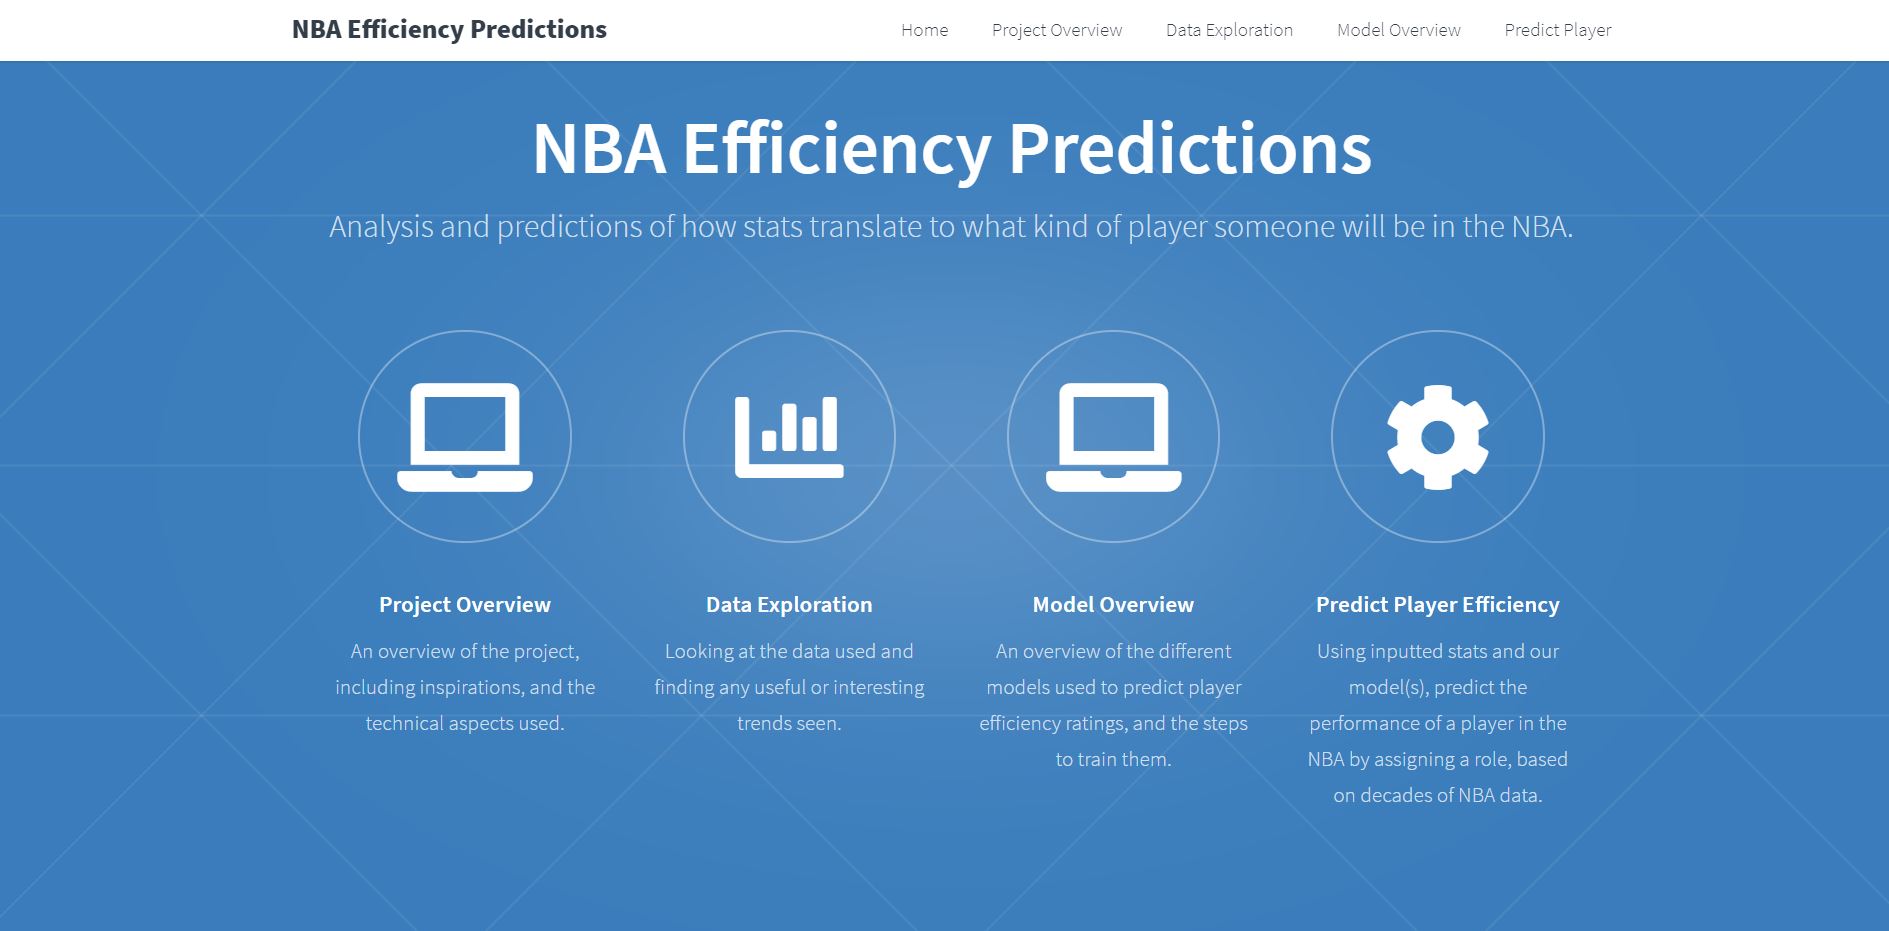 NBA Efficiency Predictions
Home
Project Overview
Data Exploration
Model Overview
Predict Player
NBA Efficiency Predictions
Analysis and predictions of how stats translate to what kind of player someone will be in the NBA.
Project Overview
An overview of the project,
including inspirations, and the
technical aspects used.
Data Exploration
Looking at the data used and
finding any useful or interesting
trends seen.
Model Overview
An overview of the different
models used to predict player
efficiency ratings, and the steps
to train them.
Predict Player Efficiency
Using inputted stats and our
model(s), predict the
performance of a player in the
NBA by assigning a role, based
on decades of NBA data.